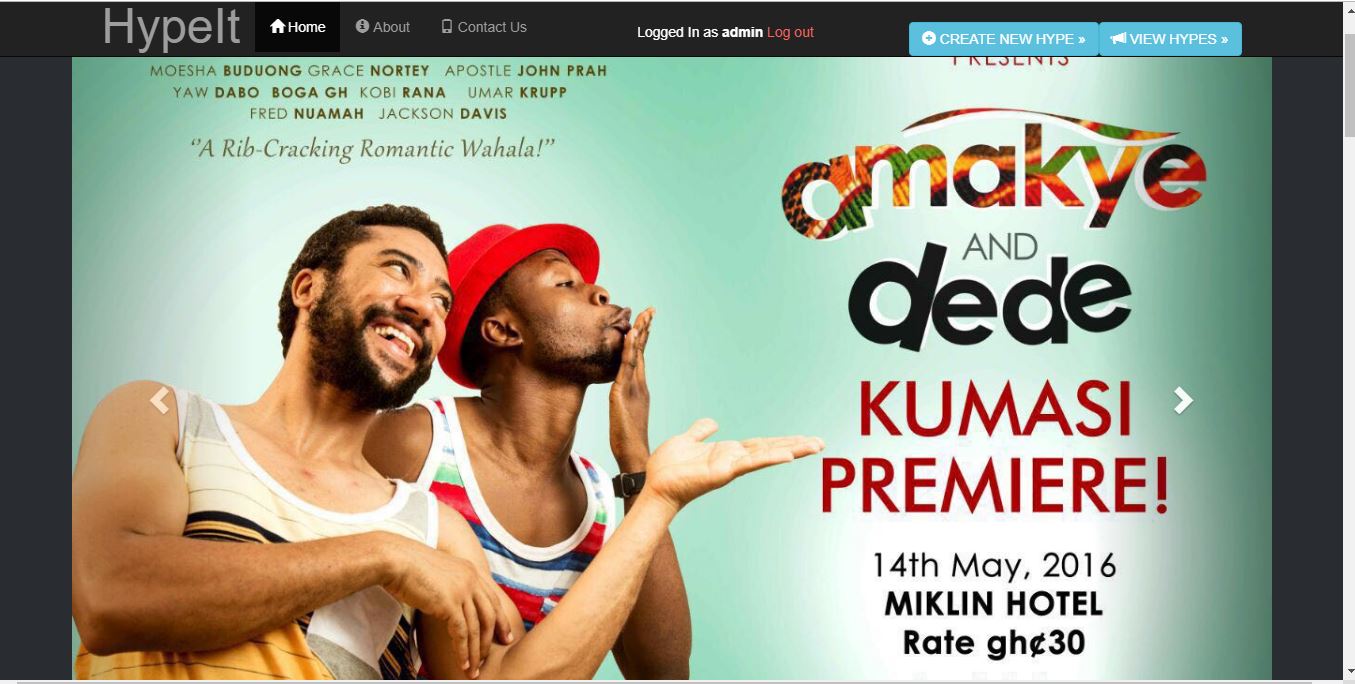 HypeIt
Home
About
Contact Us
Logged In as admin Log out
CREATE NEW HYPE »
VIEW HYPES »
MOESHA BUDUONG GRACE NORTEY APOSTLE JOHN PRAH
YAW DABO BOGA GH KOBI RANA UMAR KRUPP
FRED NUAMAH JACKSON DAVIS
‘’A Rib-Cracking Romantic Wahala!’’
PRESENTS
amakye
AND
dede
KUMASI
PREMIERE!
14th May, 2016
MIKLIN HOTEL
Rate gh¢30